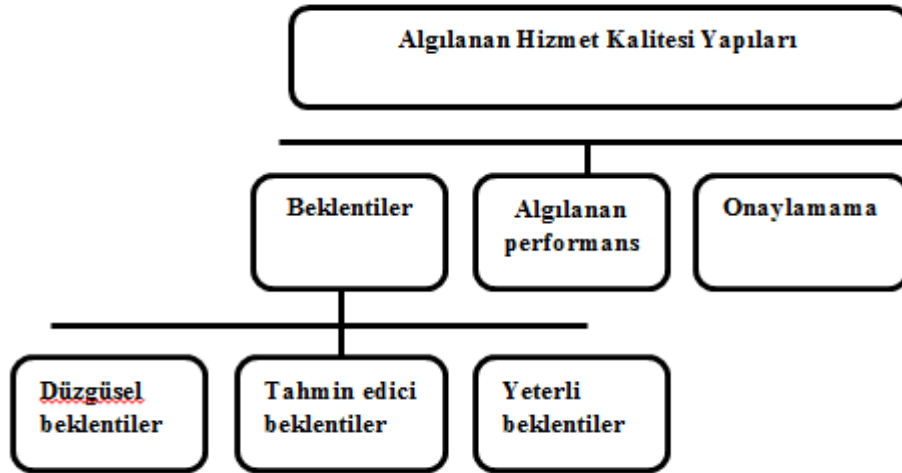 Algılanan Hizmet Kalitesi Yapıları
Beklentiler
Algılanan
performans
Onaylamama
Düzgüsel
beklentiler
Tahmin edici
beklentiler
Yeterli
beklentiler